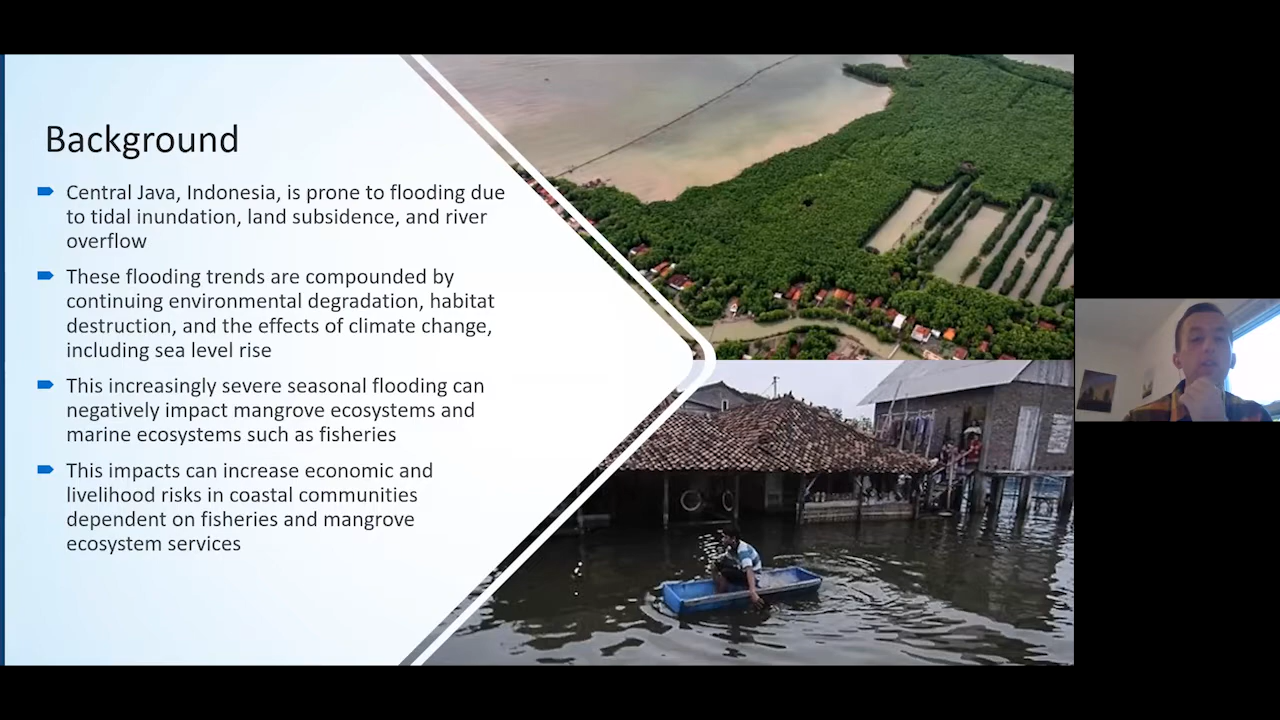 Background
Central Java, Indonesia, is prone to flooding due
to tidal inundation, land subsidence, and river
overflow
These flooding trends are compounded by
continuing environmental degradation, habitat
destruction, and the effects of climate change,
including sea level rise
This increasingly severe seasonal flooding can
negatively impact mangrove ecosystems and
marine ecosystems such as fisheries
This impacts can increase economic and
livelihood risks in coastal communities
dependent on fisheries and mangrove
ecosystem services